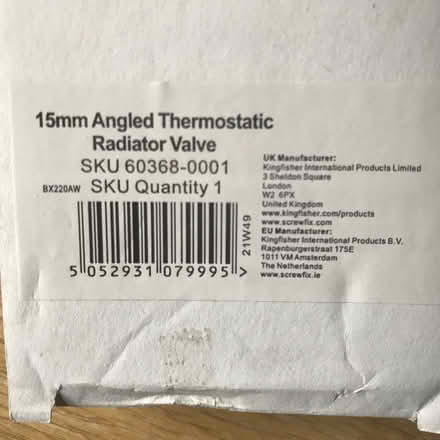 15mm Angled Thermostatic
Radiator Valve
SKU 60368-0001
BX220AW SKU Quantity 1
5 052931 079995 >
21W49
UK Manufacturer:
Kingfisher International Products Limited
3 Sheldon Square
London
W2 6PX
United Kingdom
www.kingfisher.com/products
www.screwfix.com
EU Manufacturer:
Kingfisher International Products B.V.
Rapenburgerstraat 175E
1011 VM Amsterdam
The Netherlands
www.screwfix.ie